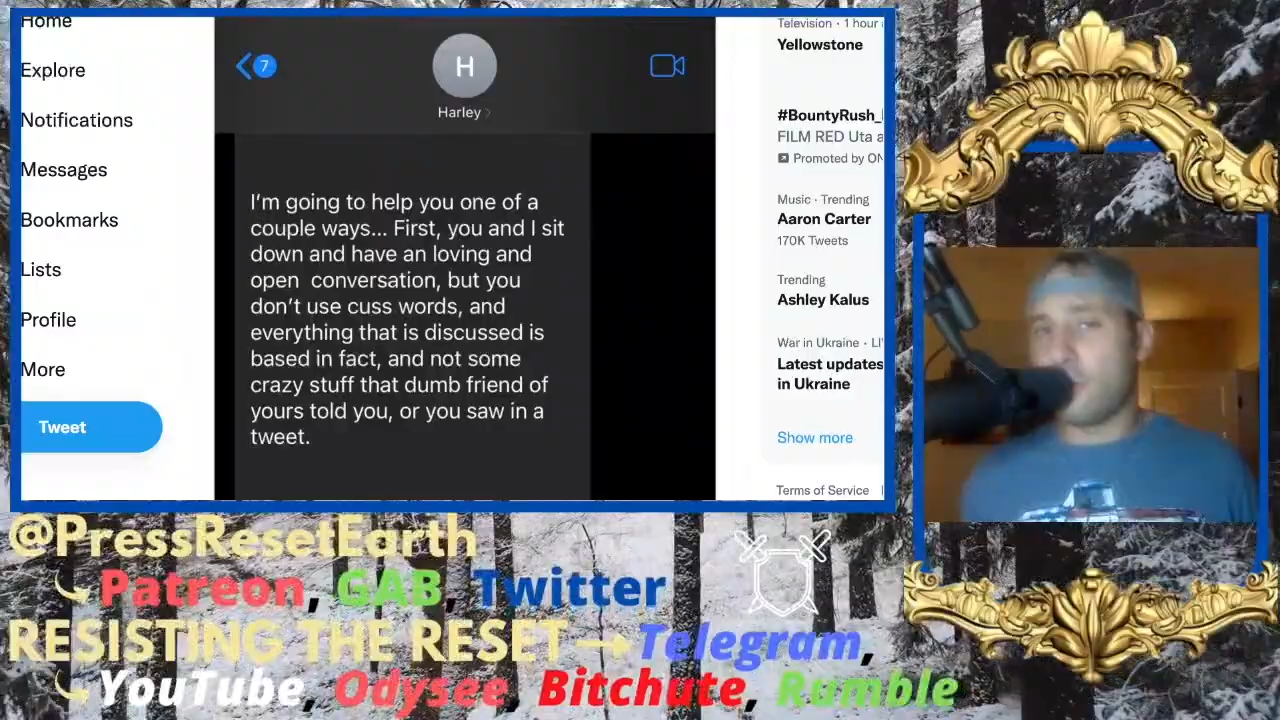 Home
Explore
Notifications
Messages
Bookmarks
Lists
Profile
More
Tweet
7
H
Harley
I'm going to help you one of a
couple ways... First, you and I sit
down and have an loving and
open conversation, but you
don't use cuss words, and
everything that is discussed is
based in fact, and not some
crazy stuff that dumb friend of
yours told you, or you saw in a
tweet.
Television · 1 hour
Yellowstone
#BountyRush_
FILM RED Uta
Promoted by
Music · Trending
Aaron Carter
170K Tweets
Trending
Ashley Kalus
War in Ukraine ·
Latest updates
in Ukraine
Show more
Terms of Service
@PressResetEarth
Patreon, GAB, Twitter
RESISTING THE RESET → Telegram,
YouTube, Odysee, Bitchute, Rumble